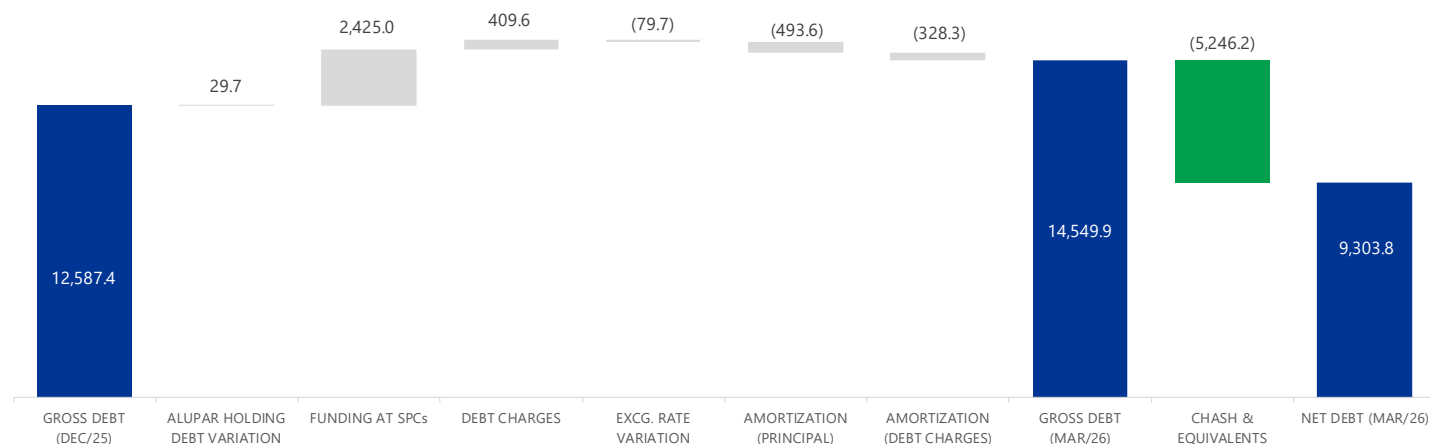 2,425.0
409.6
(79.7)
(493.6)
(328.3)
(5,246.2)
29.7
12,587.4
14,549.9
9,303.8
GROSS DEBT
(DEC/25)
ALUPAR HOLDING
DEBT VARIATION
FUNDING AT SPCs
DEBT CHARGES
EXCG. RATE
VARIATION
AMORTIZATION
(PRINCIPAL)
AMORTIZATION
(DEBT CHARGES)
GROSS DEBT
(MAR/26)
CHASH &
EQUIVALENTS
NET DEBT (MAR/26)